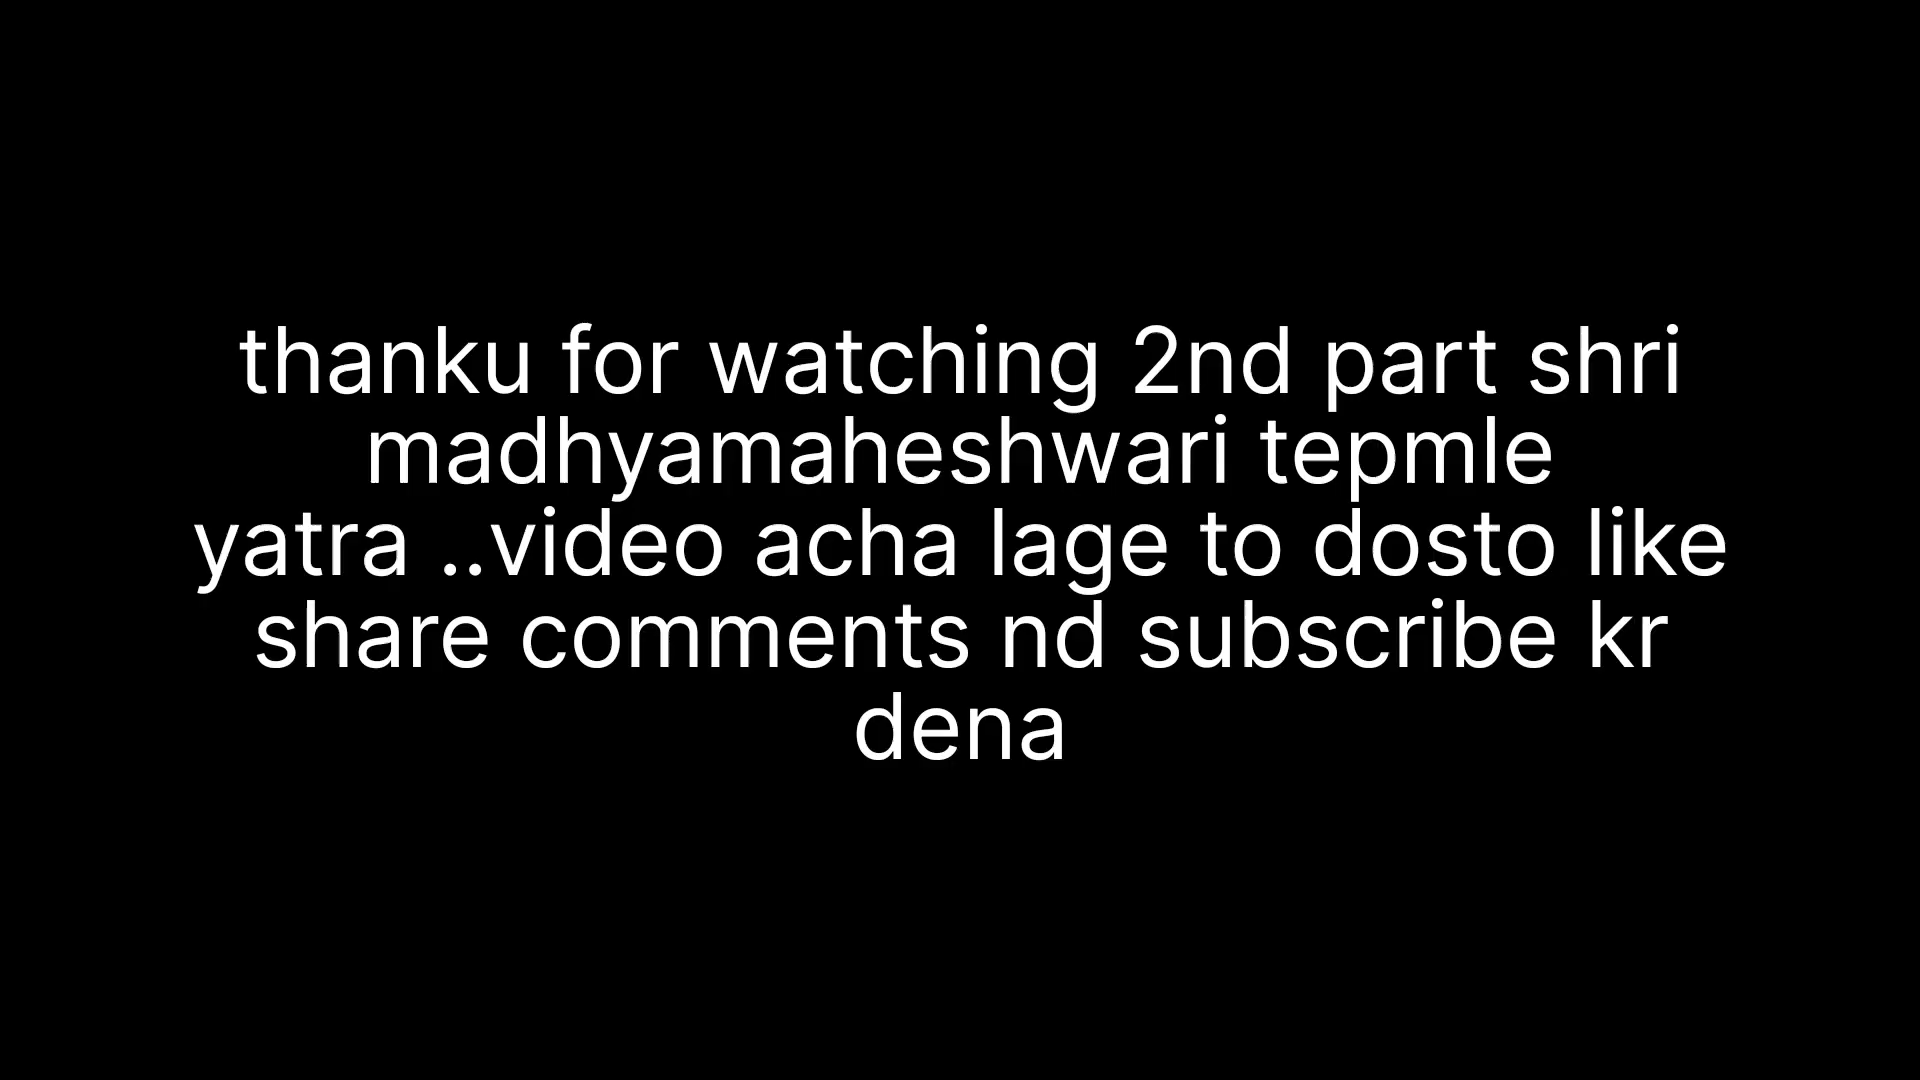 thanku for watching 2nd part shri
madhyamaheshwari tepmle
yatra ..video acha lage to dosto like
share comments nd subscribe kr
dena